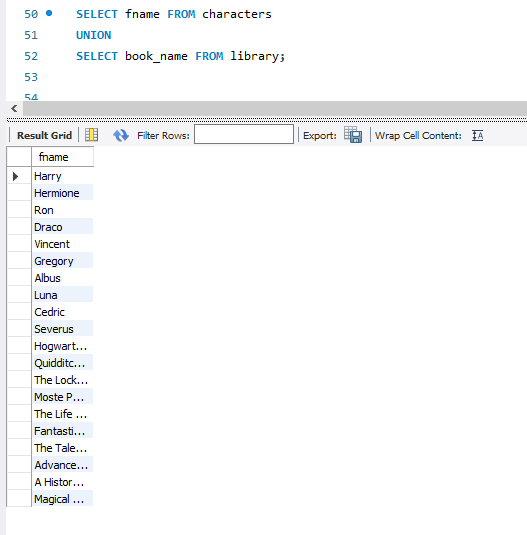 50 SELECT fname FROM characters
51 UNION
52 SELECT book_name FROM library;
53
54
Result Grid Filter Rows: Export: Wrap Cell Content: IA
fname
Harry
Hermione
Ron
Draco
Vincent
Gregory
Albus
Luna
Cedric
Severus
Hogwart...
Quidditc...
The Lock...
Moste P...
The Life ...
Fantasti...
The Tale...
Advance...
A Histor...
Magical ...